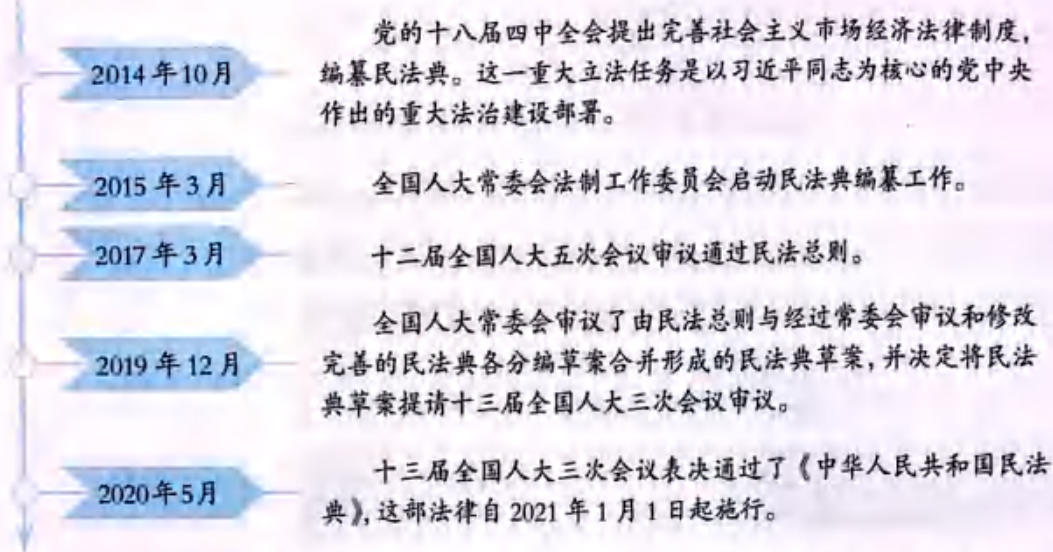 2014年10月
党的十八届四中全会提出完善社会主义市场经济法律制度，
编纂民法典。这一重大立法任务是以习近平同志为核心的党中央
作出的重大法治建设部署。
2015年3月
全国人大常委会法制工作委员会启动民法典编纂工作。
2017年3月
十二届全国人大五次会议审议通过民法总则。
2019年12月
全国人大常委会审议了由民法总则与经过常委会审议和修改
完善的民法典各分编草案合并形成的民法典草案，并决定将民法
典草案提请十三届全国人大三次会议审议。
2020年5月
十三届全国人大三次会议表决通过了《中华人民共和国民法
典》，这部法律自2021年1月1日起施行。